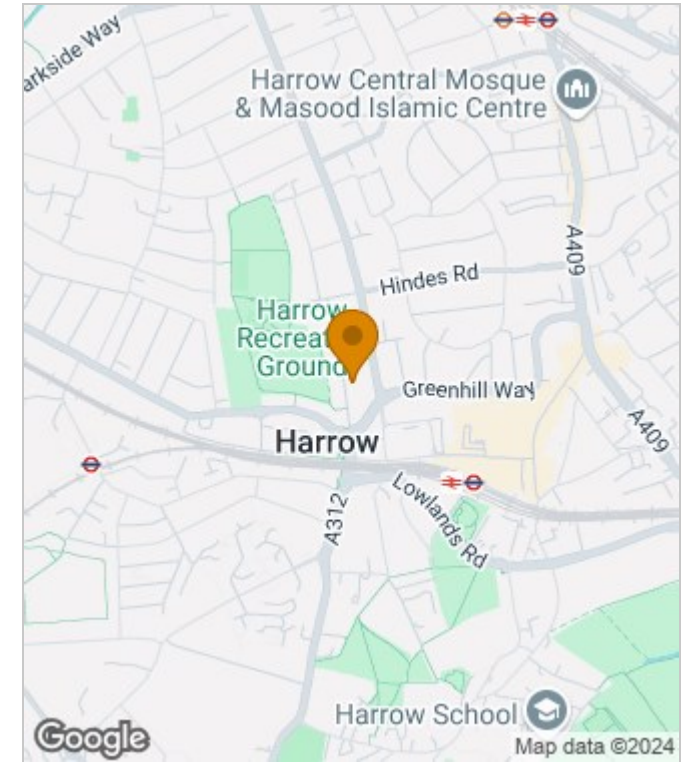 arkside Way
Harrow Central Mosque
& Masood Islamic Centre
A409
Hindes Rd
Harrow
Recreat
Ground
Greenhill Way
Harrow
A409
A312
Lowlands Rd
Harrow School
Google
Map data ©2024